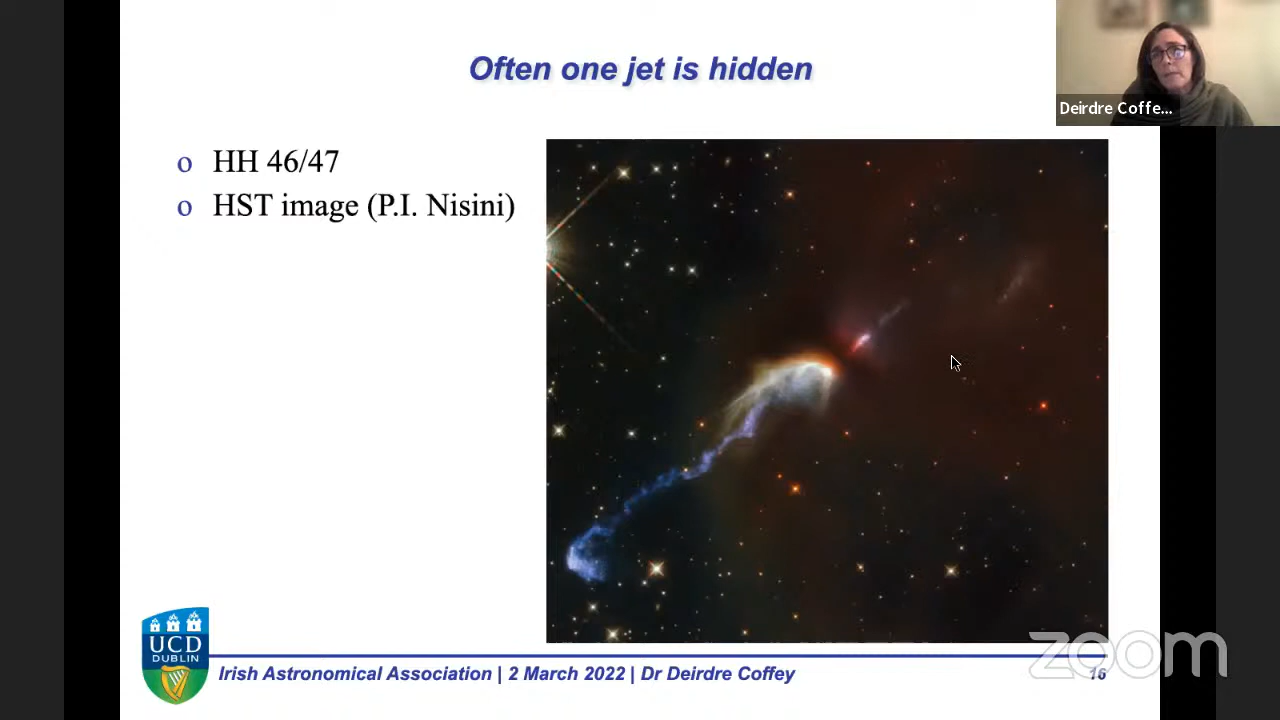 Often one jet is hidden
Deirdre Coffe...
o HH 46/47
o HST image (P.I. Nisini)
UCD
DUBLIN
Irish Astronomical Association | 2 March 2022 | Dr Deirdre Coffey
zoom
16